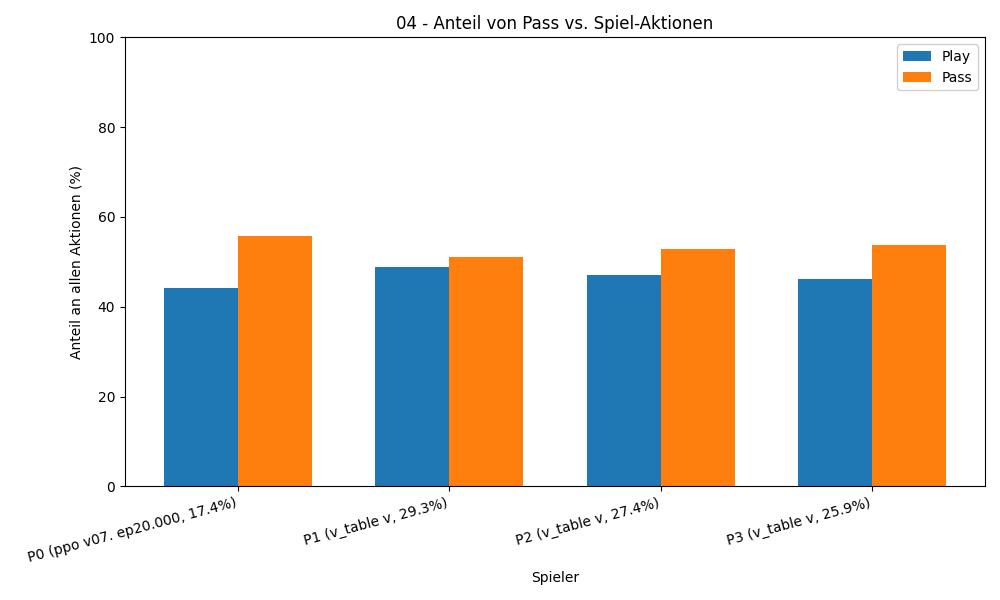 04 - Anteil von Pass vs. Spiel-Aktionen
Play
Pass
Anteil an allen Aktionen (%)
100
80
60
40
20
0
P0 (ppo v07. ep20.000, 17.4%)
P1 (v_table v, 29.3%)
P2 (v_table v, 27.4%)
P3 (v_table v, 25.9%)
Spieler